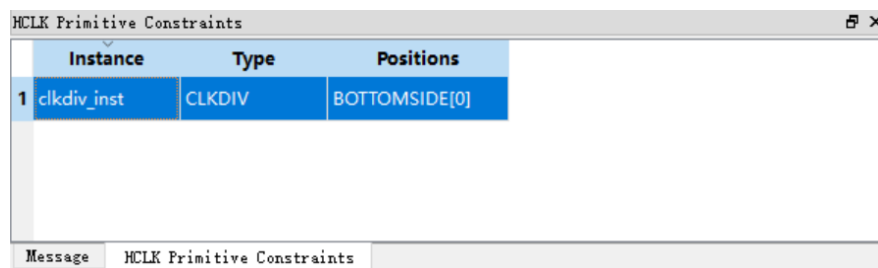 HCLK Primitive Constraints
Instance Type Positions
1 clkdiv_inst CLKDIV BOTTOMSIDE[0]
Message HCLK Primitive Constraints